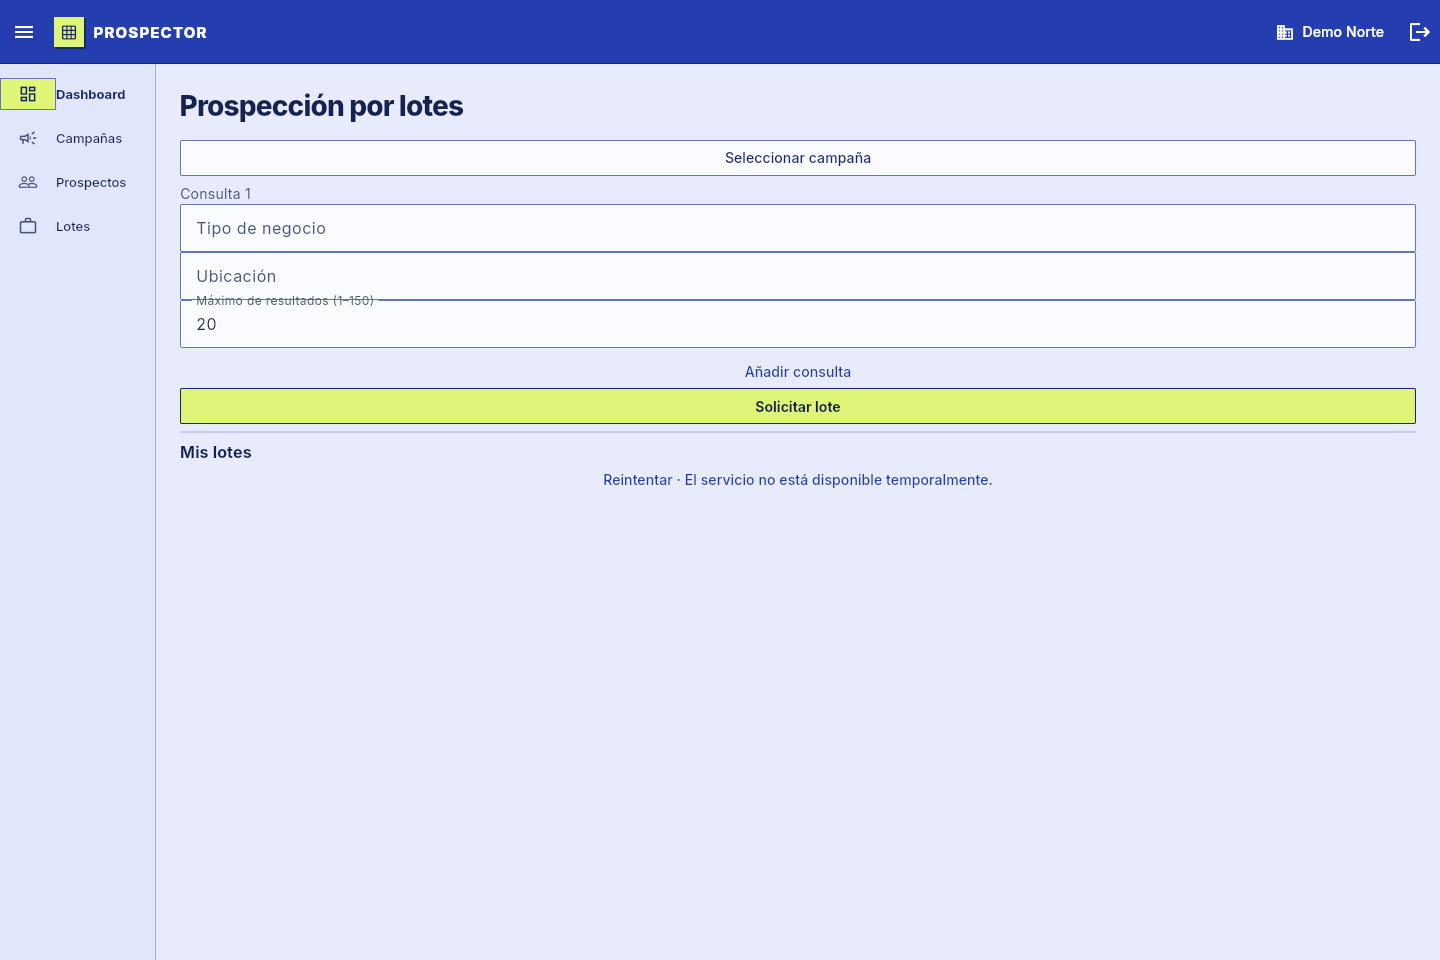 PROSPECTOR
Demo Norte
Dashboard
Campañas
Prospectos
Lotes
Prospección por lotes
Seleccionar campaña
Consulta 1
Tipo de negocio
Ubicación
Máximo de resultados (1–150)
20
Añadir consulta
Solicitar lote
Mis lotes
Reintentar · El servicio no está disponible temporalmente.